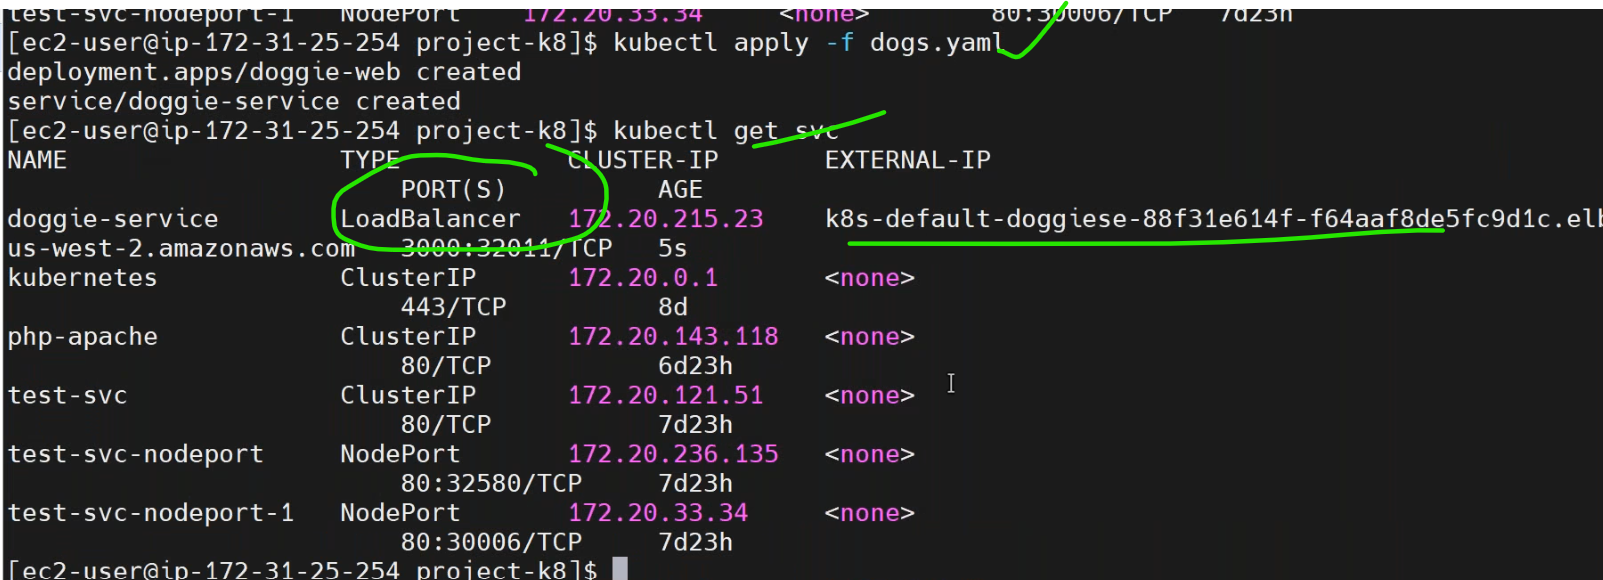 test-svc-nodeport-1 NodePort 172.20.33.34 <none> 80:30006/TCP 7d23h
[ec2-user@ip-172-31-25-254 project-k8]$ kubectl apply -f dogs.yaml
deployment.apps/doggie-web created
service/doggie-service created
[ec2-user@ip-172-31-25-254 project-k8]$ kubectl get svc
NAME TYPE CLUSTER-IP EXTERNAL-IP
PORT(S) AGE
doggie-service LoadBalancer 172.20.215.23 k8s-default-doggiese-88f31e614f-f64aaf8de5fc9d1c.elb
us-west-2.amazonaws.com 3000:32011/TCP 5s
kubernetes ClusterIP 172.20.0.1 <none>
443/TCP 8d
php-apache ClusterIP 172.20.143.118 <none>
80/TCP 6d23h
test-svc ClusterIP 172.20.121.51 <none>
80/TCP 7d23h
test-svc-nodeport NodePort 172.20.236.135 <none>
80:32580/TCP 7d23h
test-svc-nodeport-1 NodePort 172.20.33.34 <none>
80:30006/TCP 7d23h
[ec2-user@ip-172-31-25-254 project-k8]$